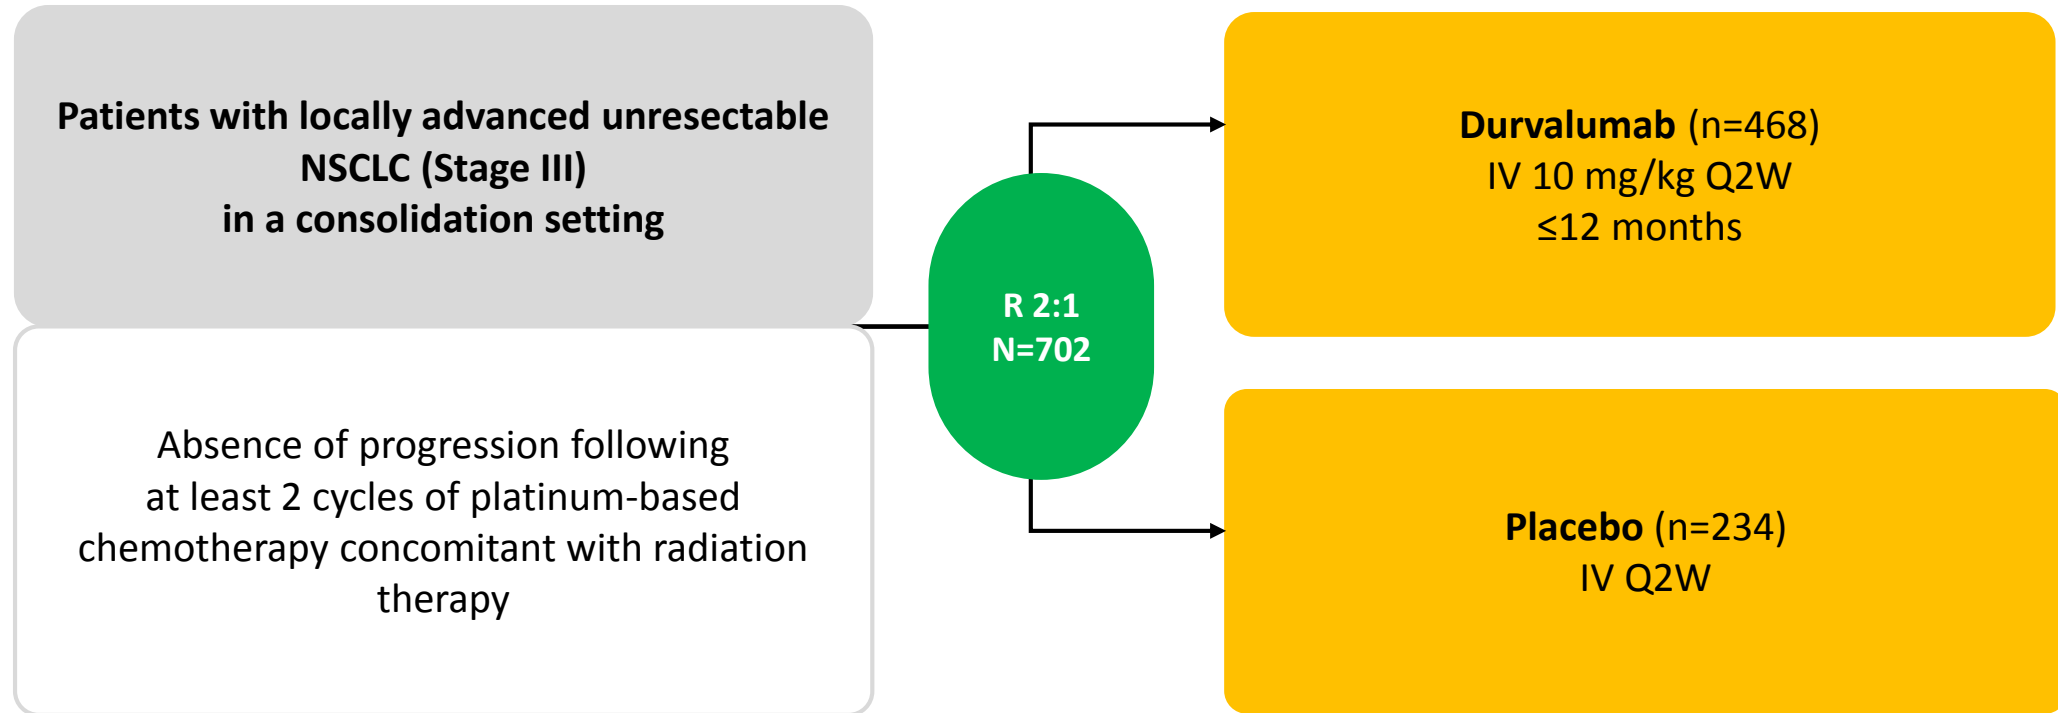 Patients with locally advanced unresectable
NSCLC (Stage III)
in a consolidation setting
Absence of progression following
at least 2 cycles of platinum-based
chemotherapy concomitant with radiation
therapy
R 2:1
N=702
Durvalumab (n=468)
IV 10 mg/kg Q2W
≤12 months
Placebo (n=234)
IV Q2W